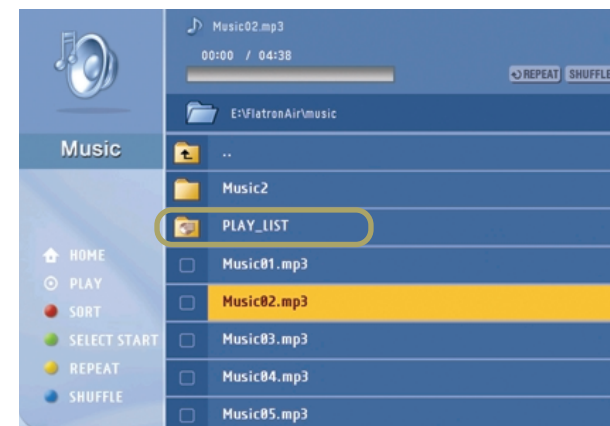 Music02.mp3
00:00 / 04:38
REPEAT SHUFFLE
E:\FlatronAir\music
Music
..
Music2
PLAY_LIST
Music01.mp3
Music02.mp3
Music03.mp3
Music04.mp3
Music05.mp3
HOME
PLAY
SORT
SELECT START
REPEAT
SHUFFLE